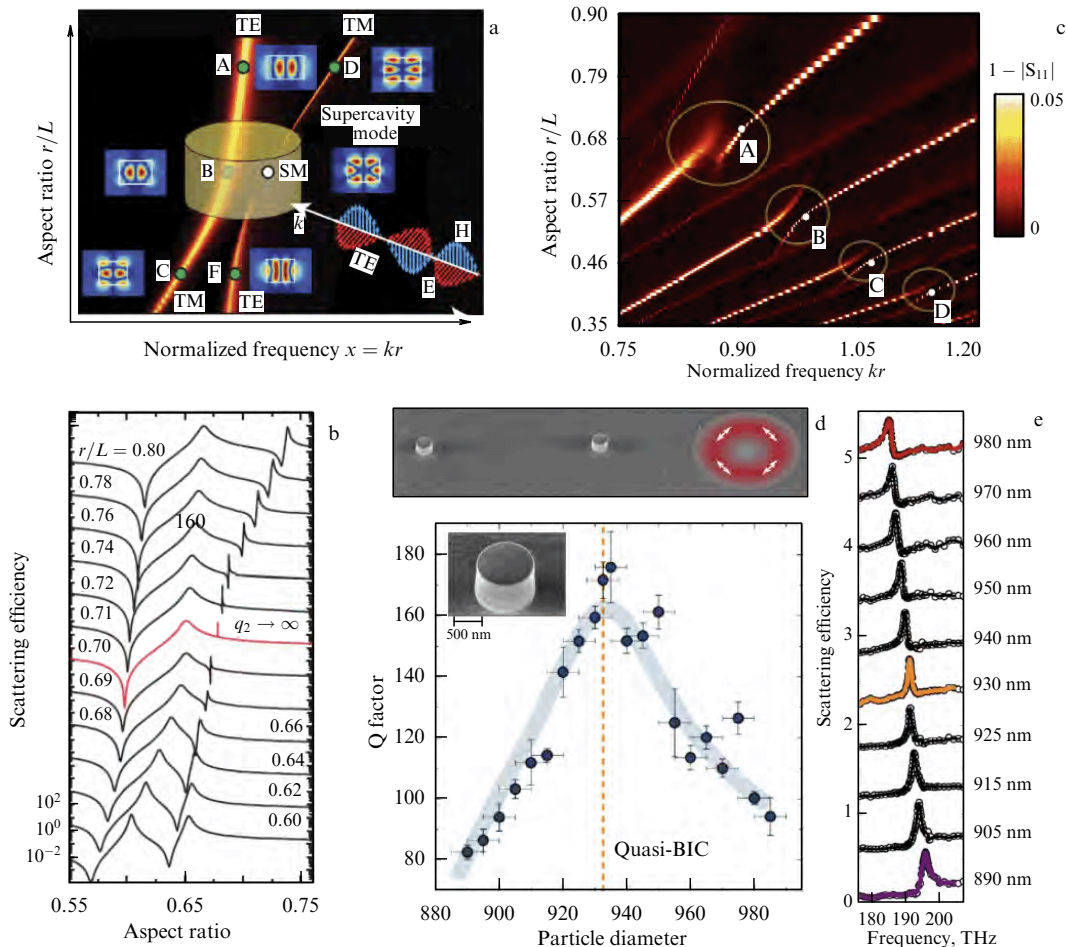 a
TE
TM
A
D
Supercavity
mode
B
SM
k
H
TE
E
C
F
TM
TE
Aspect ratio r/L
Normalized frequency x = kr
c
0.90
0.79
0.68
0.57
0.46
0.35
Aspect ratio r/L
A
B
C
D
0.75
0.90
1.05
1.20
Normalized frequency kr
1 − |S₁₁|
0.05
0
b
r/L = 0.80
0.78
0.76
160
0.74
0.72
0.71
q₂ → ∞
0.70
0.69
0.68
0.66
0.64
0.62
0.60
10²
10⁰
10⁻²
Scattering efficiency
0.55
0.65
0.75
Aspect ratio
d
500 nm
180
160
140
120
100
80
Q factor
Quasi-BIC
880
900
920
940
960
980
Particle diameter
e
980 nm
970 nm
960 nm
950 nm
940 nm
930 nm
925 nm
915 nm
905 nm
890 nm
5
4
3
2
1
0
Scattering efficiency
180
190
200
Frequency, THz